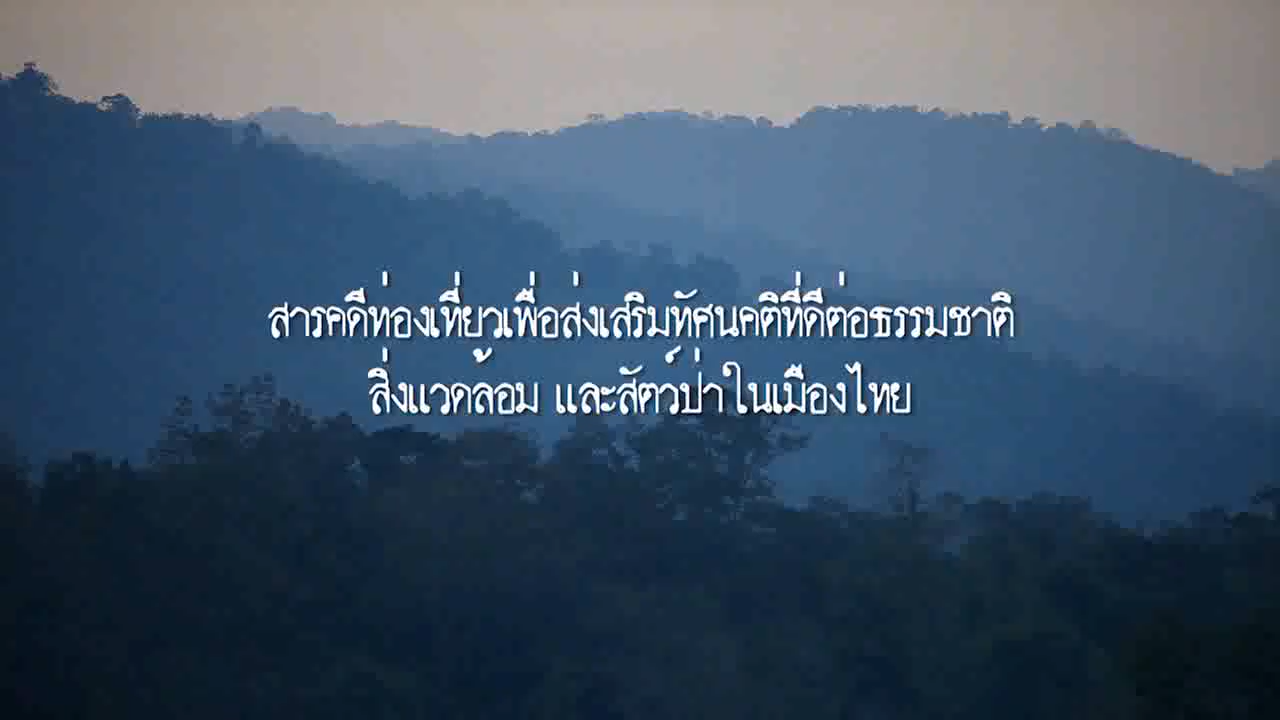 สารคดีท่องเที่ยวเพื่อส่งเสริมทัศนคติที่ดีต่อธรรมชาติ
สิ่งแวดล้อม และสัตว์ป่าในเมืองไทย